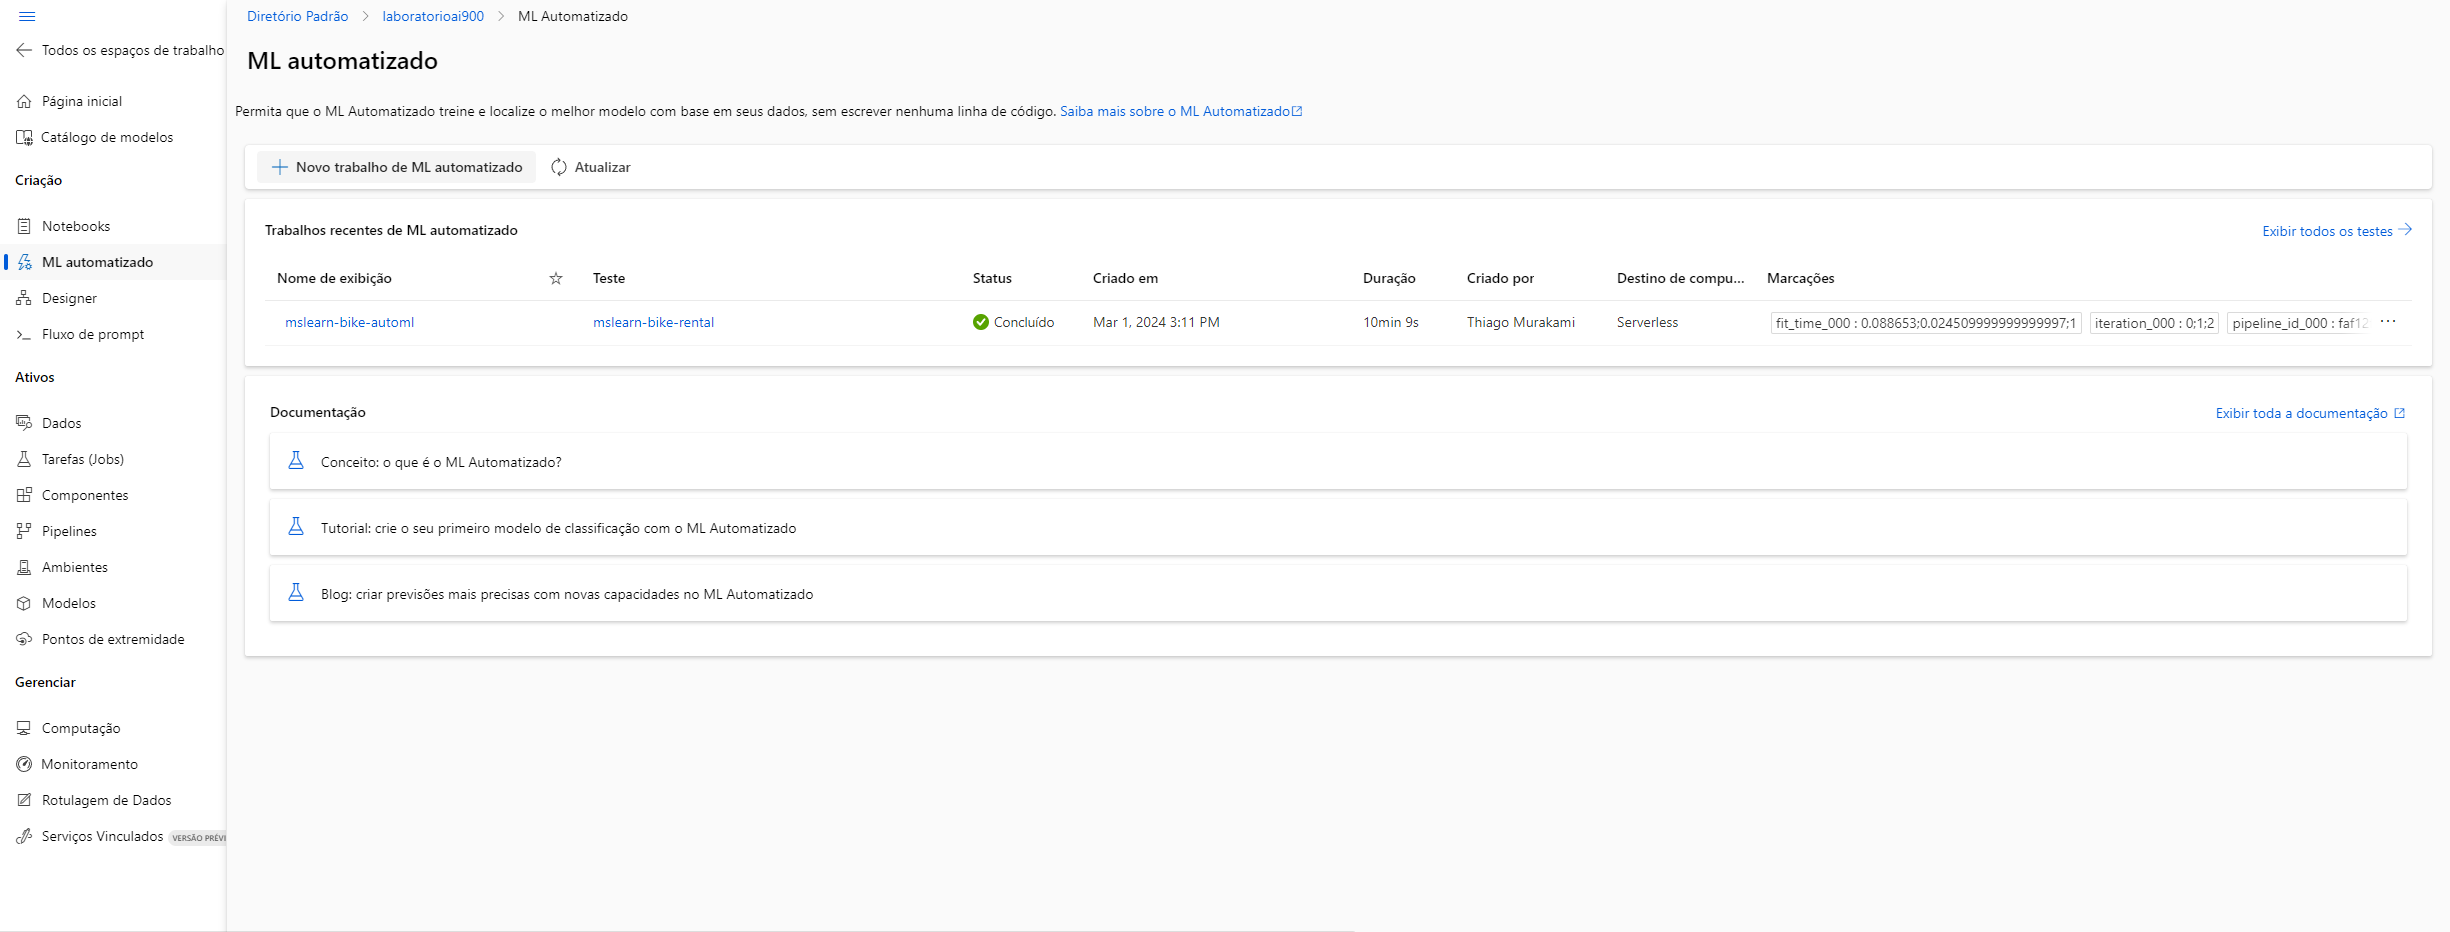 Diretório Padrão > laboratorioai900 > ML Automatizado
Todos os espaços de trabalho
ML automatizado
Permita que o ML Automatizado treine e localize o melhor modelo com base em seus dados, sem escrever nenhuma linha de código. Saiba mais sobre o ML Automatizado
Página inicial
Catálogo de modelos
Criação
Notebooks
ML automatizado
Designer
Fluxo de prompt
Ativos
Dados
Tarefas (Jobs)
Componentes
Pipelines
Ambientes
Modelos
Pontos de extremidade
Gerenciar
Computação
Monitoramento
Rotulagem de Dados
Serviços Vinculados VERSÃO PRÉVI
Novo trabalho de ML automatizado Atualizar
Trabalhos recentes de ML automatizado Exibir todos os testes
Nome de exibição Teste Status Criado em Duração Criado por Destino de compu... Marcações
mslearn-bike-automl mslearn-bike-rental Concluído Mar 1, 2024 3:11 PM 10min 9s Thiago Murakami Serverless fit_time_000 : 0.088653;0.024509999999999997;1 iteration_000 : 0;1;2 pipeline_id_000 : faf12 ...
Documentação Exibir toda a documentação
Conceito: o que é o ML Automatizado?
Tutorial: crie o seu primeiro modelo de classificação com o ML Automatizado
Blog: criar previsões mais precisas com novas capacidades no ML Automatizado